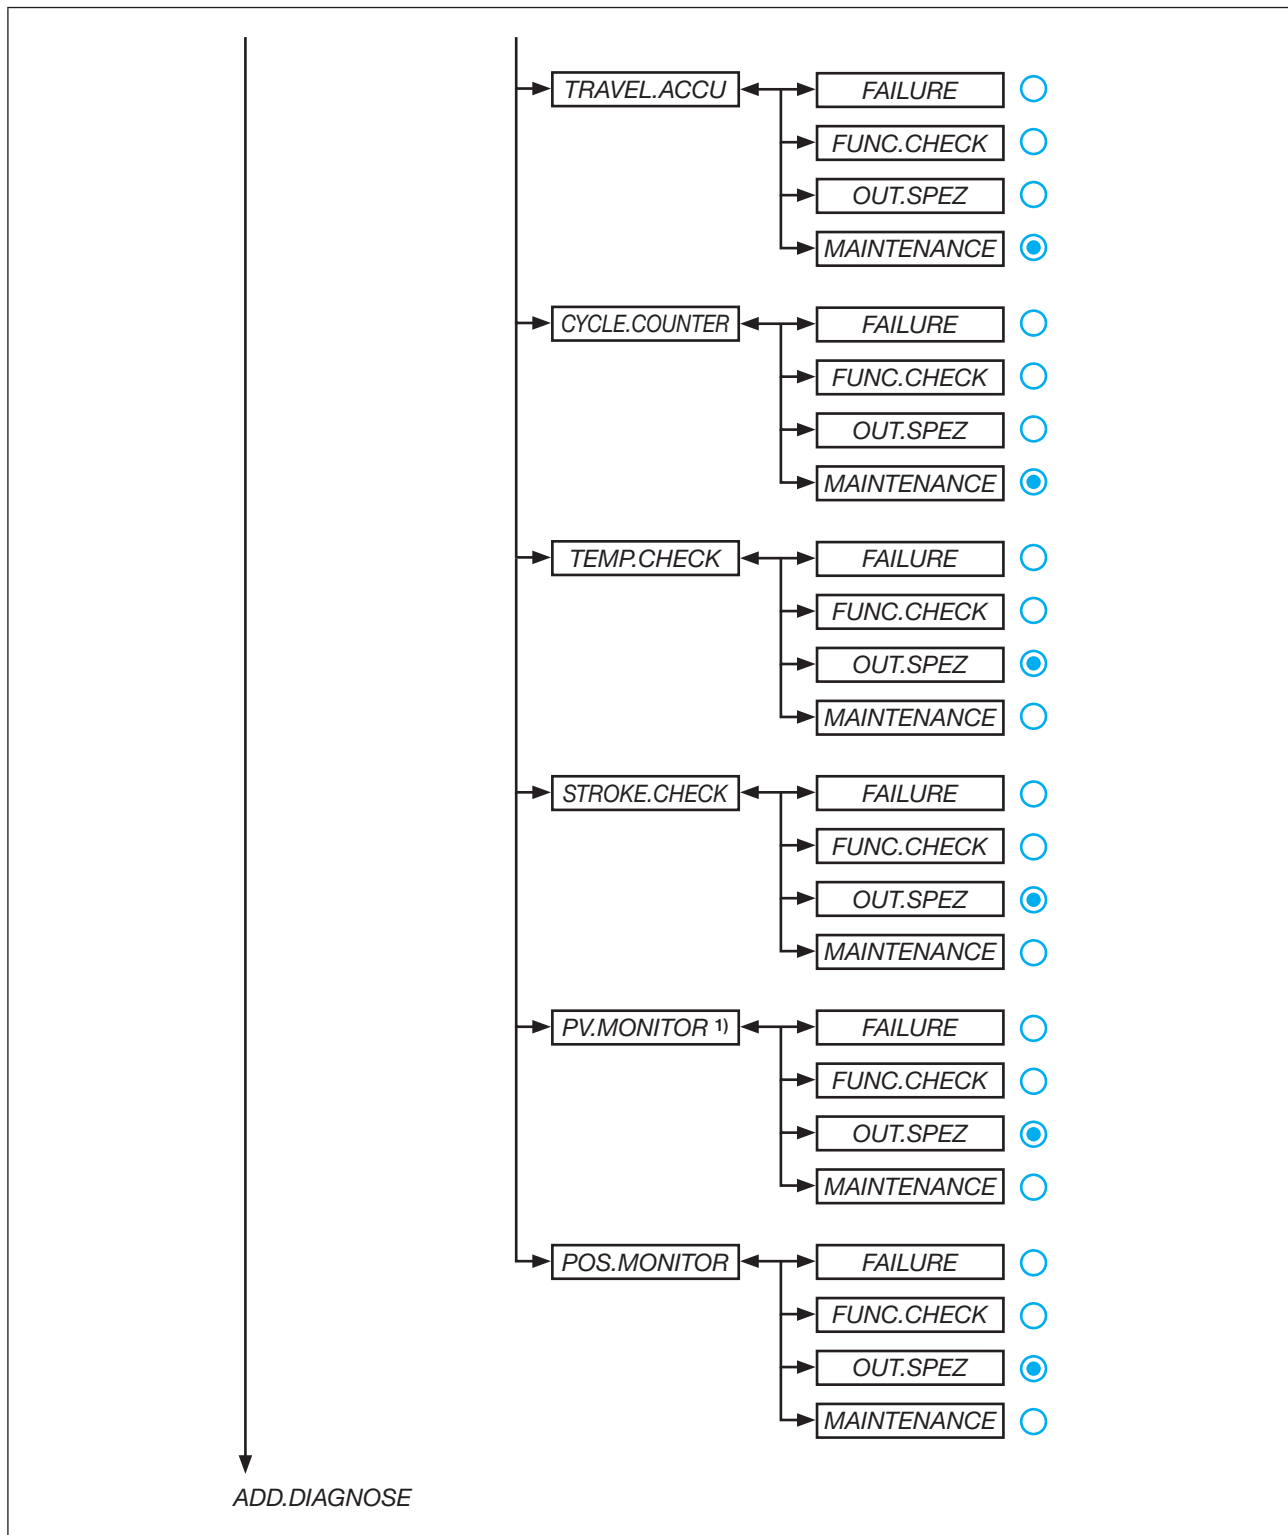 TRAVEL.ACCU FAILURE
FUNC.CHECK
OUT.SPEZ
MAINTENANCE
CYCLE.COUNTER FAILURE
FUNC.CHECK
OUT.SPEZ
MAINTENANCE
TEMP.CHECK FAILURE
FUNC.CHECK
OUT.SPEZ
MAINTENANCE
STROKE.CHECK FAILURE
FUNC.CHECK
OUT.SPEZ
MAINTENANCE
PV.MONITOR 1) FAILURE
FUNC.CHECK
OUT.SPEZ
MAINTENANCE
POS.MONITOR FAILURE
FUNC.CHECK
OUT.SPEZ
MAINTENANCE
ADD.DIAGNOSE